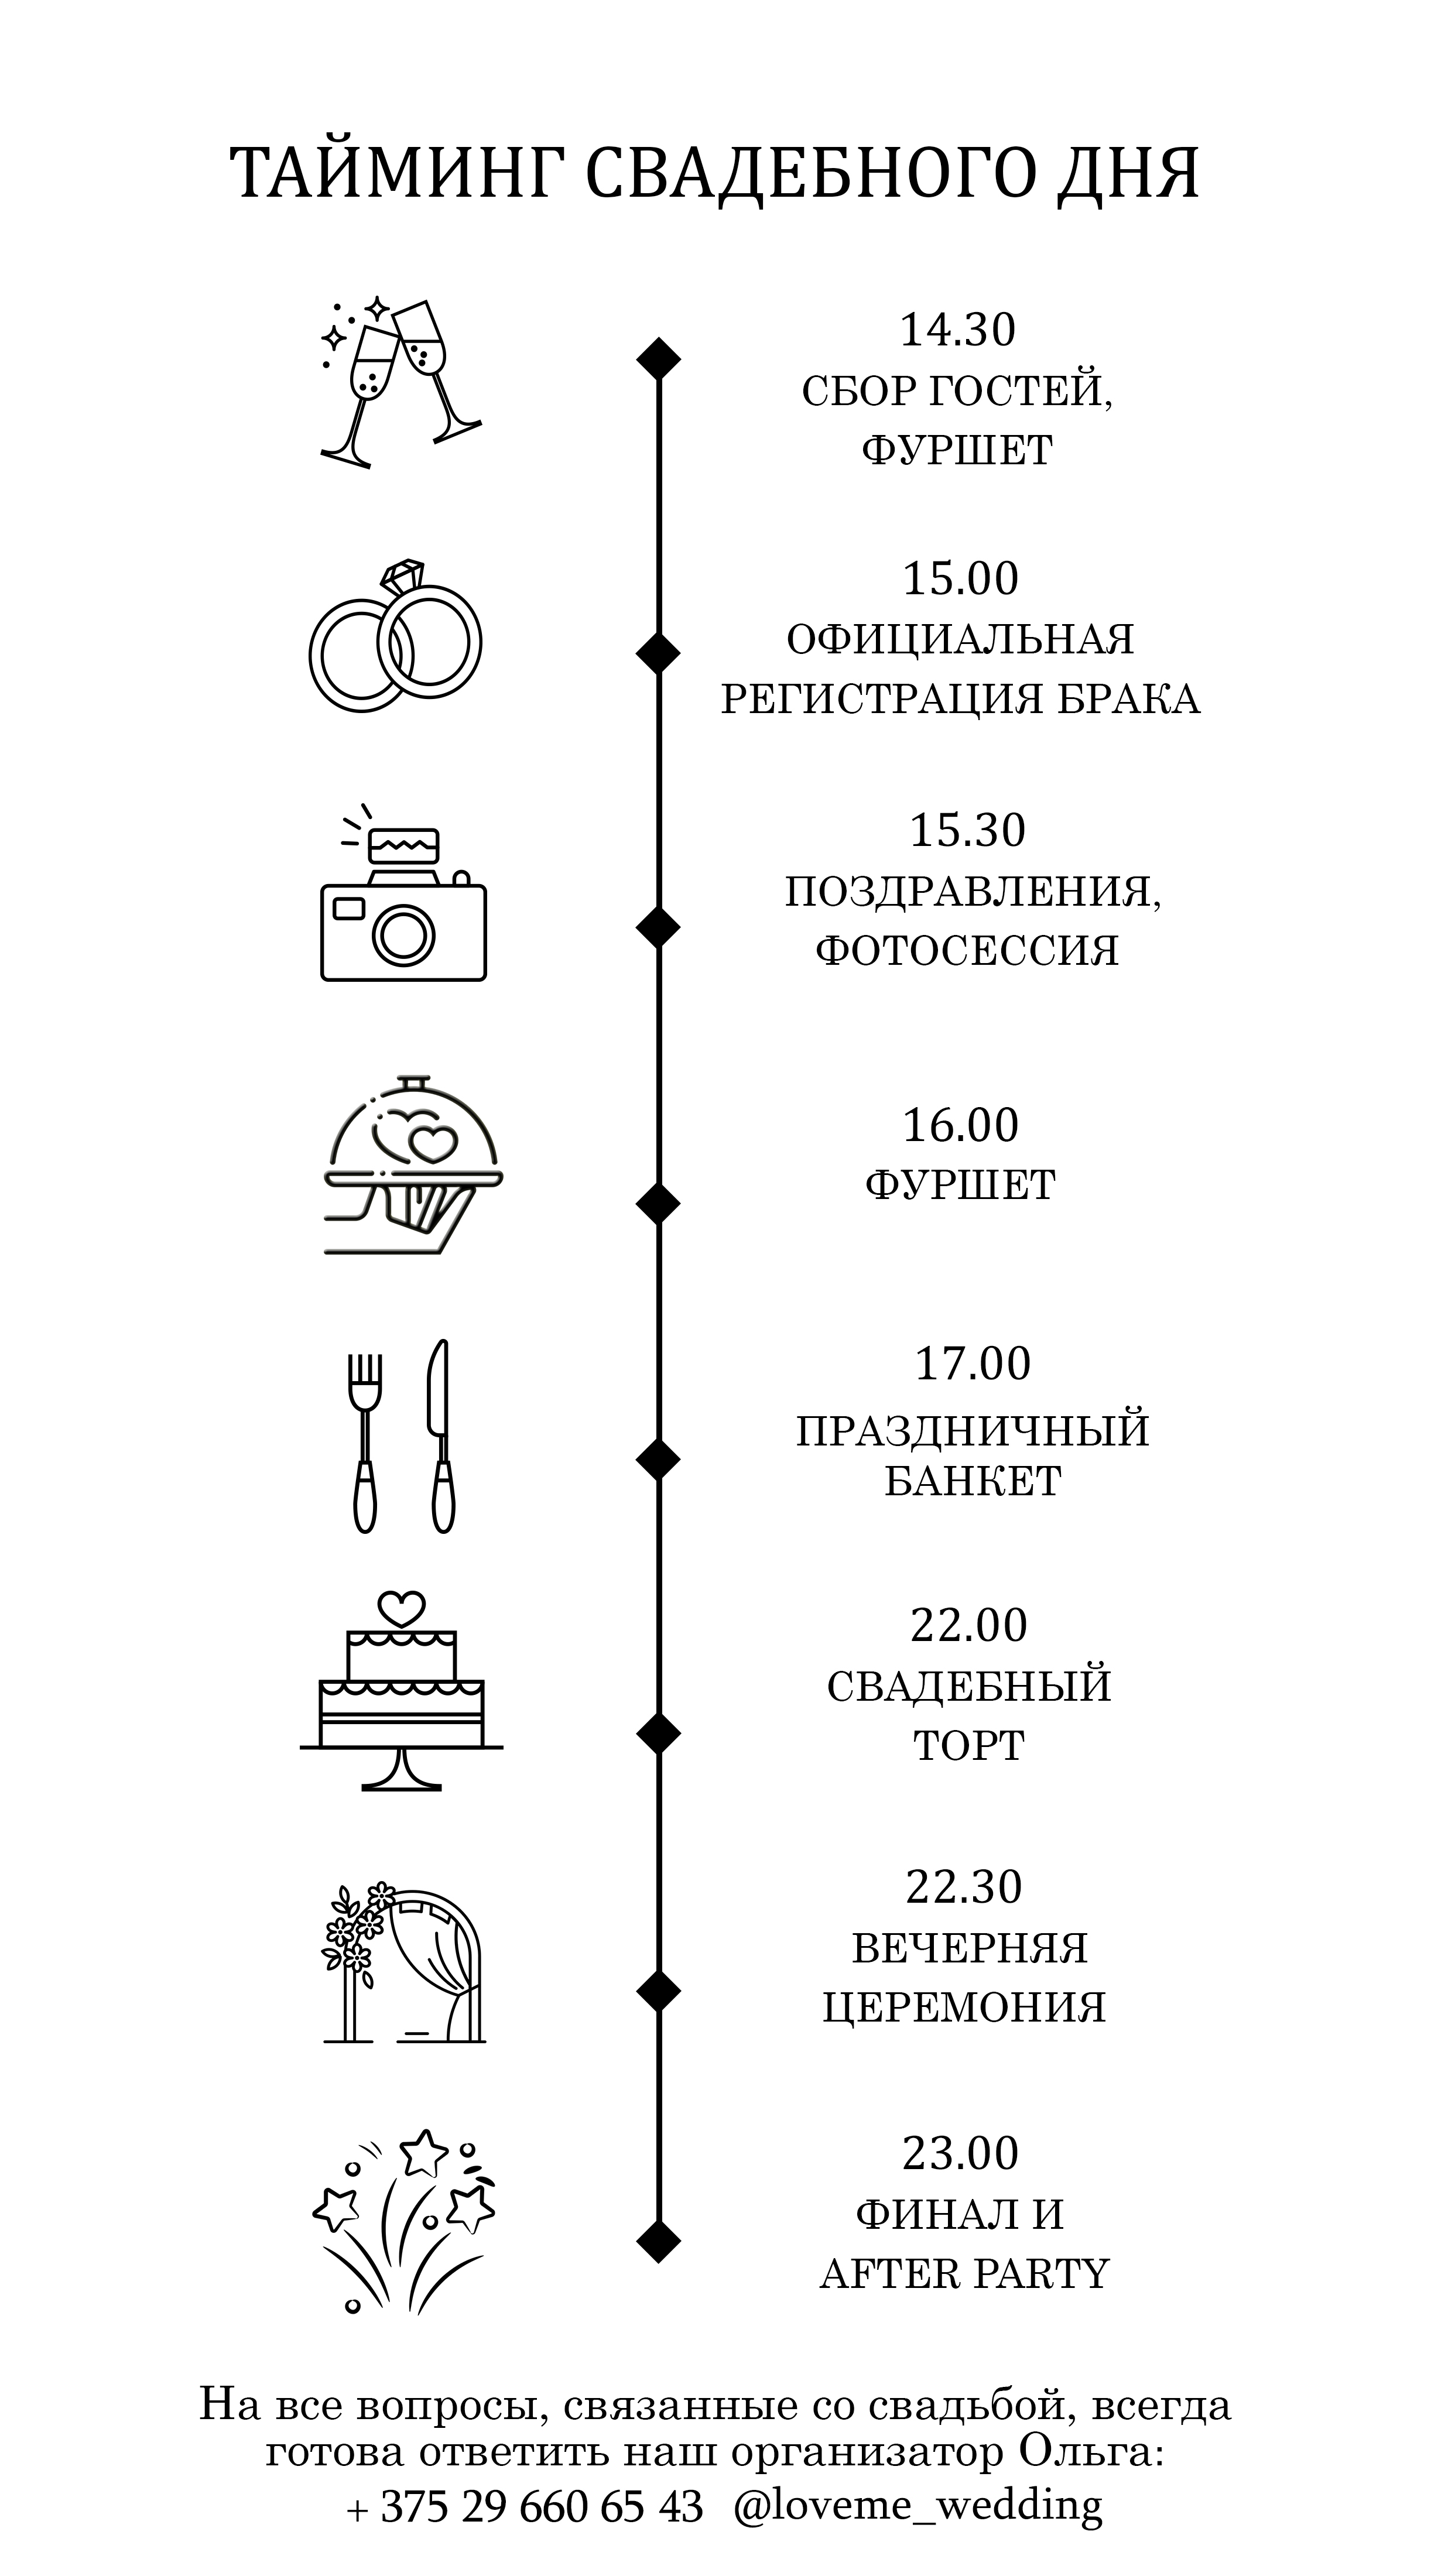 ТАЙМИНГ СВАДЕБНОГО ДНЯ
14.30
СБОР ГОСТЕЙ,
ФУРШЕТ
15.00
ОФИЦИАЛЬНАЯ
РЕГИСТРАЦИЯ БРАКА
15.30
ПОЗДРАВЛЕНИЯ,
ФОТОСЕССИЯ
16.00
ФУРШЕТ
17.00
ПРАЗДНИЧНЫЙ
БАНКЕТ
22.00
СВАДЕБНЫЙ
ТОРТ
22.30
ВЕЧЕРНЯЯ
ЦЕРЕМОНИЯ
23.00
ФИНАЛ И
AFTER PARTY
На все вопросы, связанные со свадьбой, всегда
готова ответить наш организатор Ольга:
+ 375 29 660 65 43 @loveme_wedding